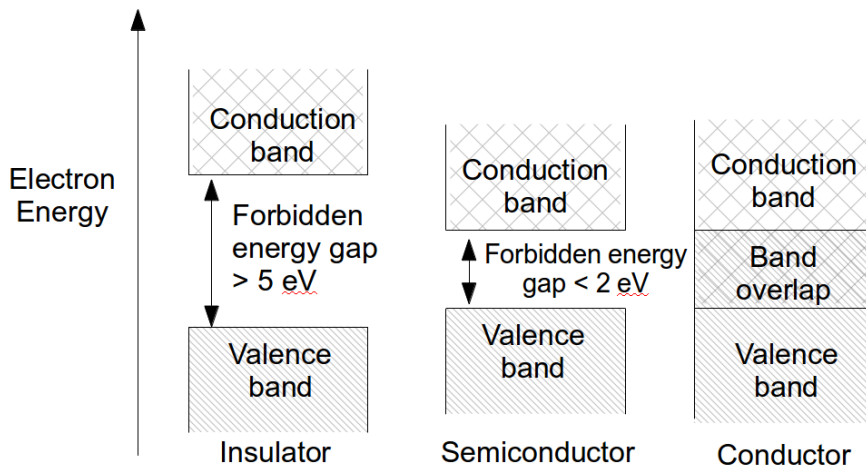 Electron
Energy
Conduction
band
Forbidden
energy gap
> 5 eV
Valence
band
Insulator
Conduction
band
Forbidden energy
gap < 2 eV
Valence
band
Semiconductor
Conduction
band
Band
overlap
Valence
band
Conductor